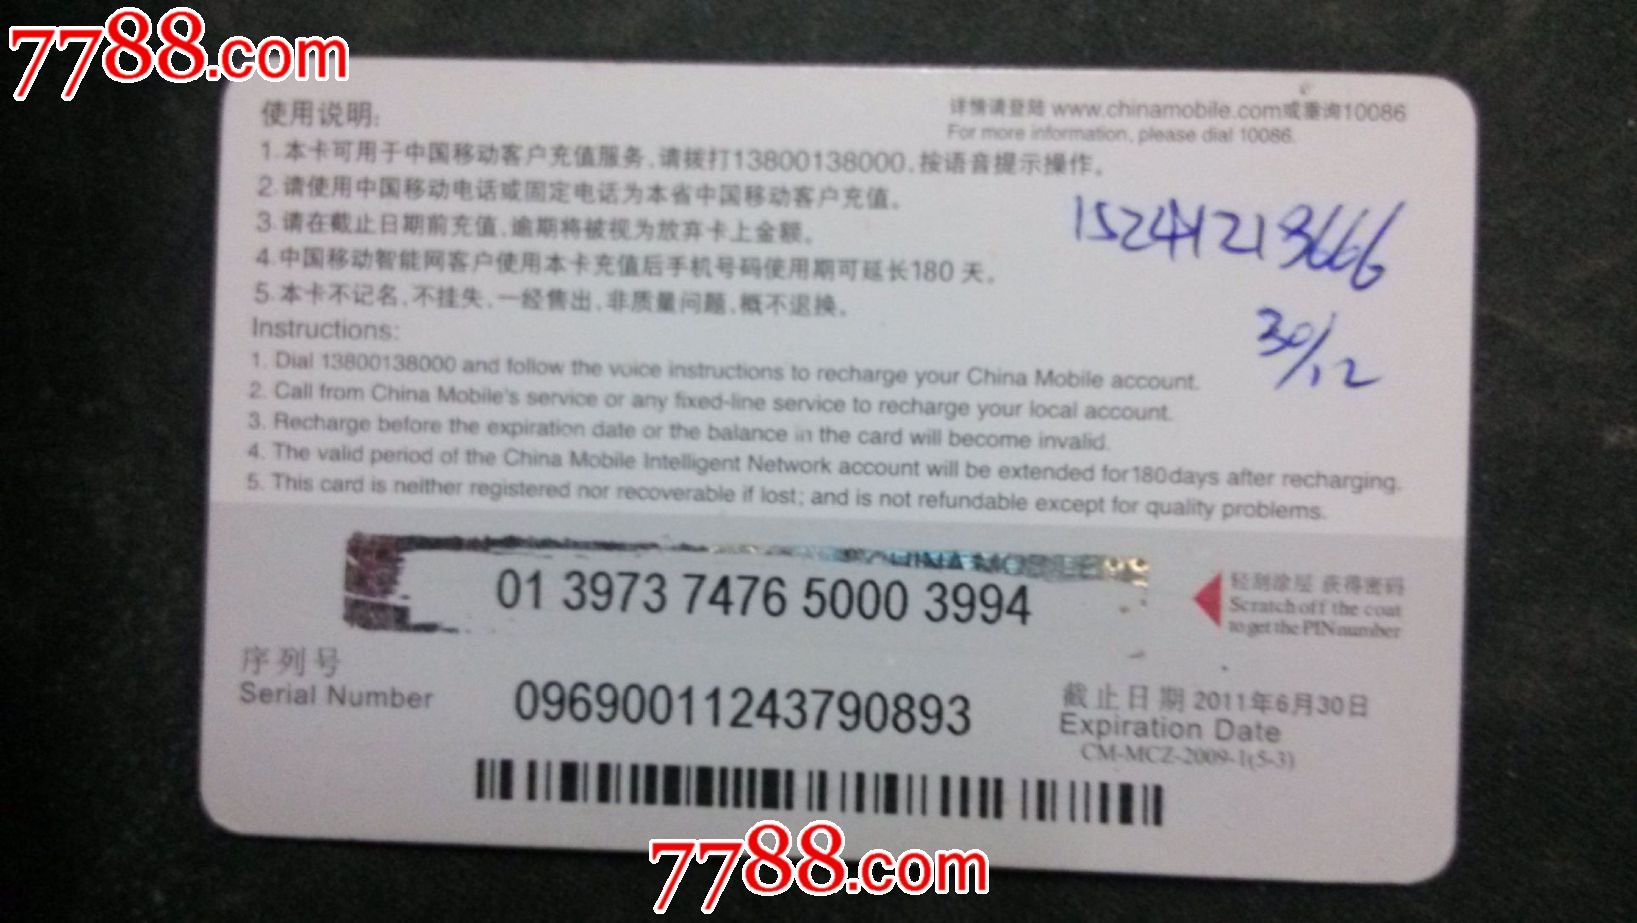 7788.com
使用说明:
详情请登陆 www.chinamobile.com或垂询10086
For more information, please dial 10086.
1.本卡可用于中国移动客户充值服务,请拨打13800138000,按语音提示操作。
2.请使用中国移动电话或固定电话为本省中国移动客户充值。
3.请在截止日期前充值,逾期将被视为放弃卡上金额。
4.中国移动智能网客户使用本卡充值后手机号码使用期可延长180天。
5.本卡不记名,不挂失,一经售出,非质量问题,概不退换。
15241213666
30/12
Instructions:
1. Dial 13800138000 and follow the voice instructions to recharge your China Mobile account.
2. Call from China Mobile's service or any fixed-line service to recharge your local account.
3. Recharge before the expiration date or the balance in the card will become invalid.
4. The valid period of the China Mobile Intelligent Network account will be extended for180days after recharging.
5. This card is neither registered nor recoverable if lost; and is not refundable except for quality problems.
CHINA MOBILE
01 3973 7476 5000 3994
轻刮涂层 获得密码
Scratch off the coat
to get the PIN number
序列号
Serial Number
09690011243790893
截止日期 2011年6月30日
Expiration Date
CM-MCZ-2009-1(5-3)
7788.com